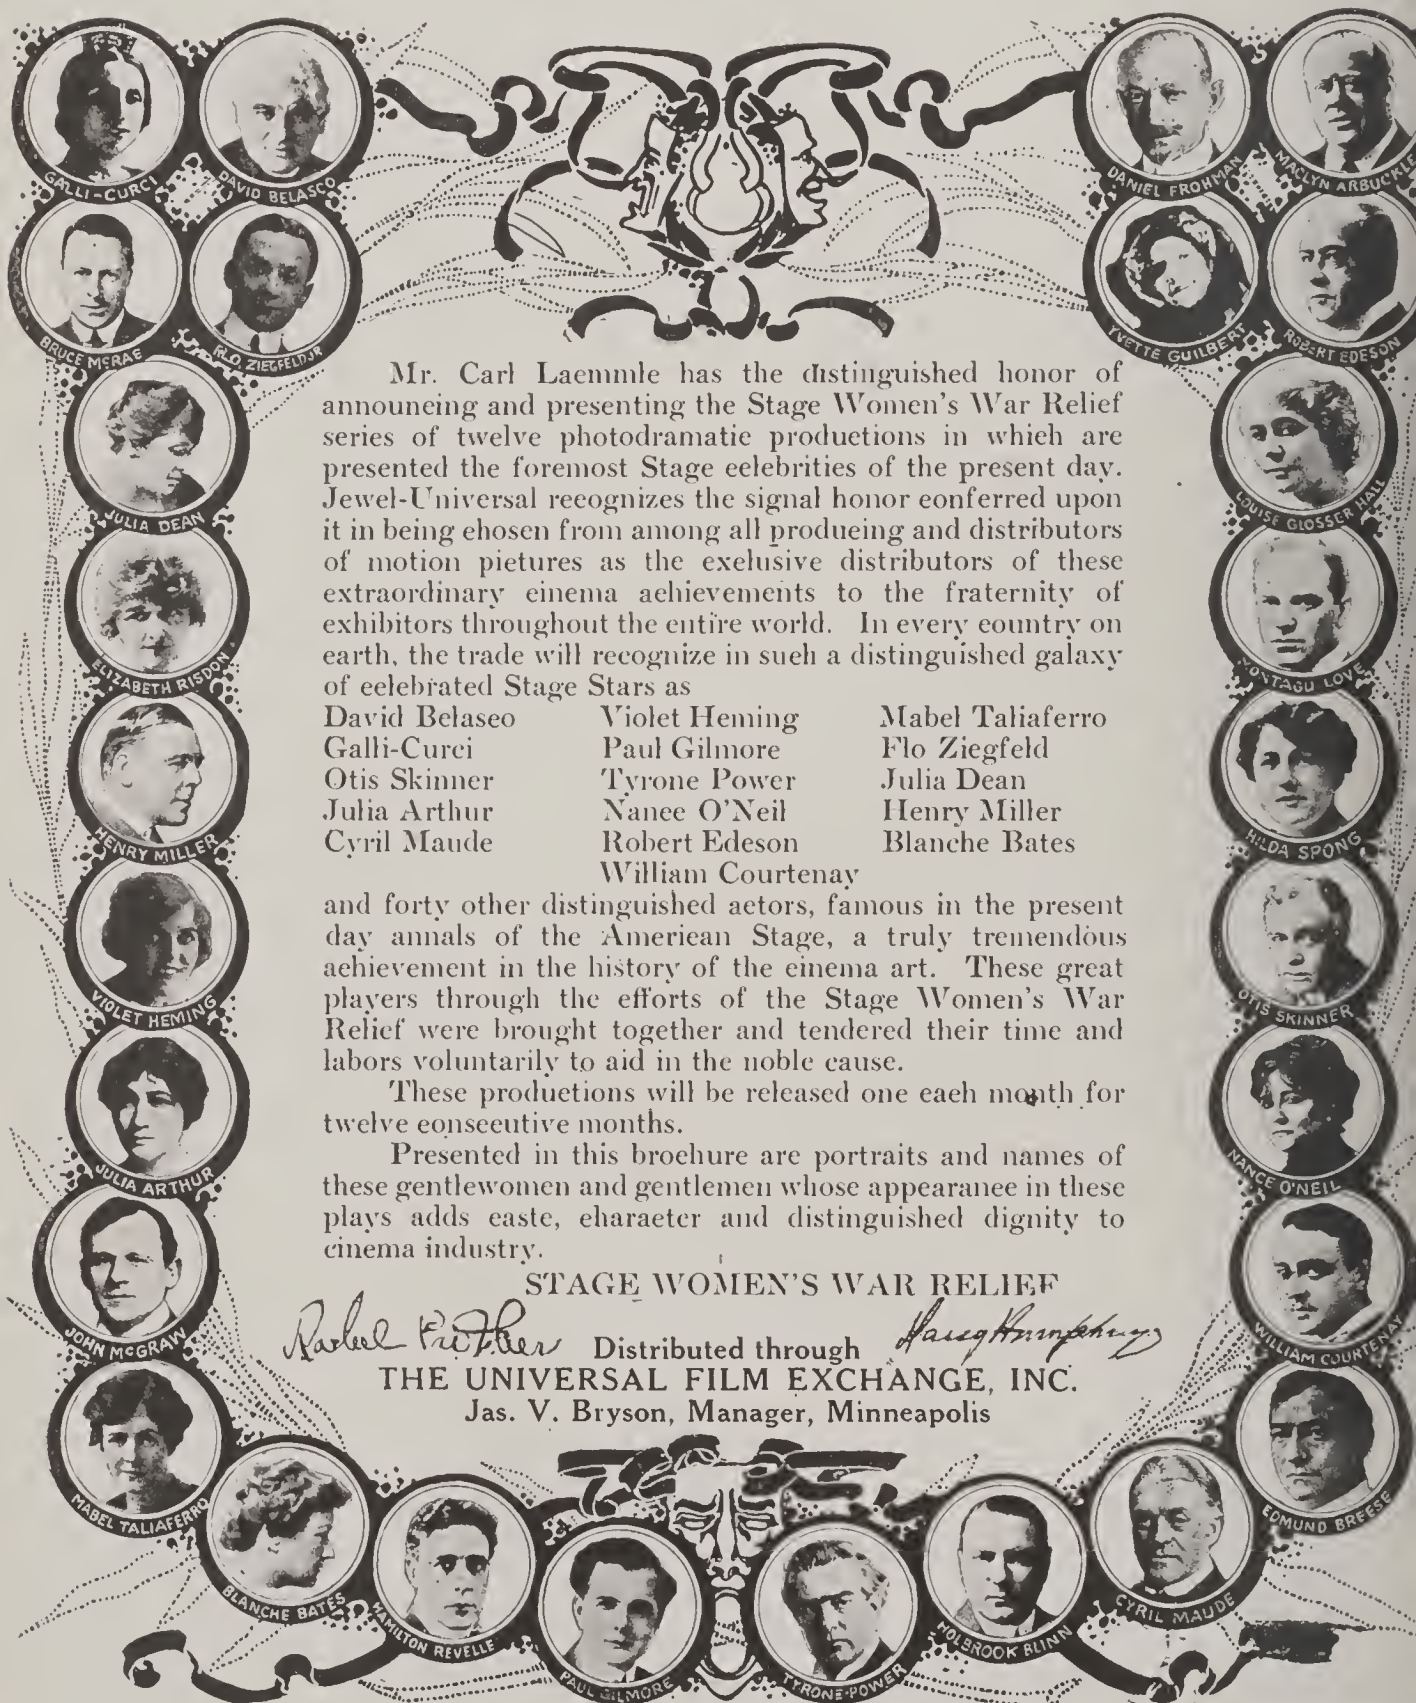 GALLI-CURCI
DAVID BELASCO
DANIEL FROHMAN
MACLYN ARBUCKLE
BRUCE McRAE
FLO. ZIEGFELD JR
YVETTE GUILBERT
ROBERT EDESON
JULIA DEAN
LOUISE GLOSSER HALL
ELIZABETH RISDON
MONTAGU LOVE
HENRY MILLER
HILDA SPONG
VIOLET HEMING
OTIS SKINNER
JULIA ARTHUR
NANCE O'NEIL
JOHN McGRAW
WILLIAM COURTENAY
MABEL TALIAFERRO
EDMUND BREESE
BLANCHE BATES
HAMILTON REVELLE
PAUL GILMORE
TYRONE-POWER
HOLBROOK BLINN
CYRIL MAUDE
Mr. Carl Laemmle has the distinguished honor of
announcing and presenting the Stage Women's War Relief
series of twelve photodramatic productions in which are
presented the foremost Stage celebrities of the present day.
Jewel-Universal recognizes the signal honor conferred upon
it in being chosen from among all producing and distributors
of motion pictures as the exclusive distributors of these
extraordinary cinema achievements to the fraternity of
exhibitors throughout the entire world. In every country on
earth, the trade will recognize in such a distinguished galaxy
of celebrated Stage Stars as
David Belasco Violet Heming Mabel Taliaferro
Galli-Curci Paul Gilmore Flo Ziegfeld
Otis Skinner Tyrone Power Julia Dean
Julia Arthur Nance O'Neil Henry Miller
Cyril Maude Robert Edeson Blanche Bates
William Courtenay
and forty other distinguished actors, famous in the present
day annals of the American Stage, a truly tremendous
achievement in the history of the cinema art. These great
players through the efforts of the Stage Women's War
Relief were brought together and tendered their time and
labors voluntarily to aid in the noble cause.
These productions will be released one each month for
twelve consecutive months.
Presented in this brochure are portraits and names of
these gentlewomen and gentlemen whose appearance in these
plays adds caste, character and distinguished dignity to
cinema industry.
STAGE WOMEN'S WAR RELIEF
Distributed through
THE UNIVERSAL FILM EXCHANGE, INC.
Jas. V. Bryson, Manager, Minneapolis